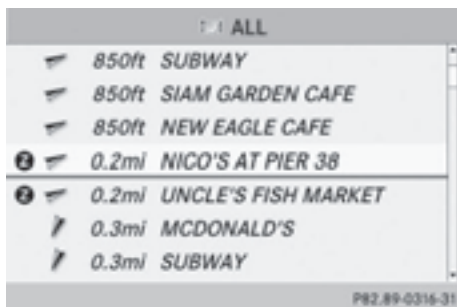 ALL
850ft SUBWAY
850ft SIAM GARDEN CAFE
850ft NEW EAGLE CAFE
Z 0.2mi NICO'S AT PIER 38
Z 0.2mi UNCLE'S FISH MARKET
0.3mi MCDONALD'S
0.3mi SUBWAY
P82.89-0316-31